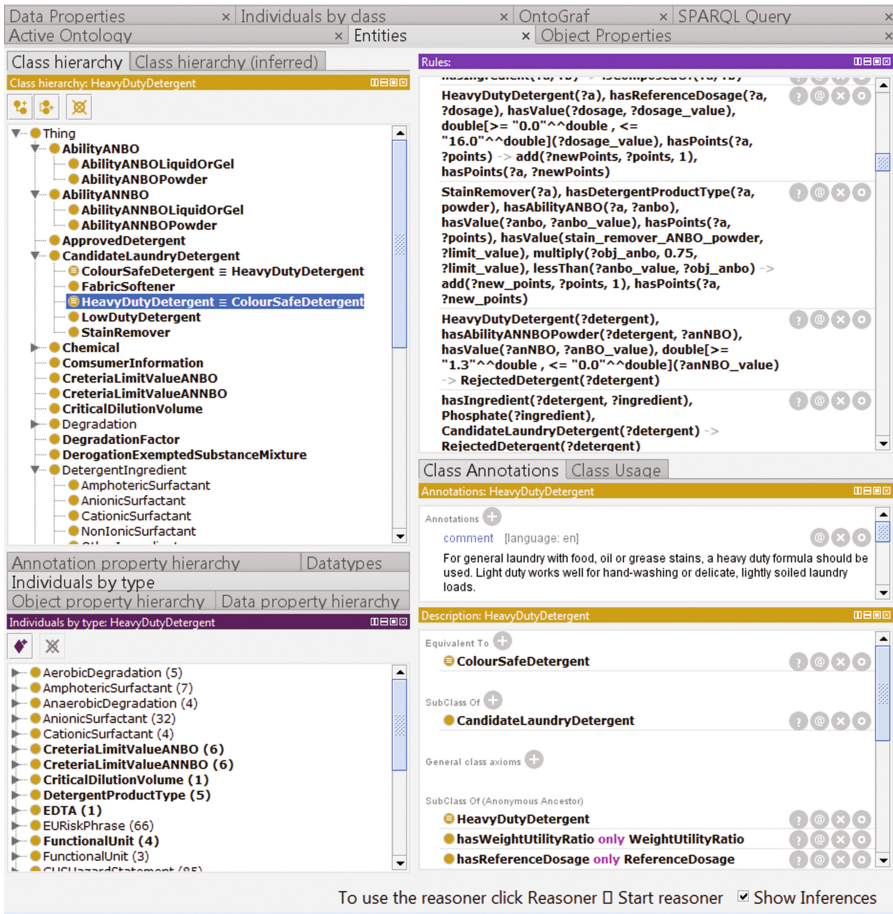 Data Properties × Individuals by class × OntoGraf × SPARQL Query ×
Active Ontology × Entities × Object Properties ×
Class hierarchy Class hierarchy (inferred)
Class hierarchy: HeavyDutyDetergent
Thing
AbilityANBO
AbilityANBOLiquidOrGel
AbilityANBOPowder
AbilityANNBO
AbilityANNBOLiquidOrGel
AbilityANNBOPowder
ApprovedDetergent
CandidateLaundryDetergent
ColourSafeDetergent ≡ HeavyDutyDetergent
FabricSoftener
HeavyDutyDetergent ≡ ColourSafeDetergent
LowDutyDetergent
StainRemover
Chemical
ComsumerInformation
CreteriaLimitValueANBO
CreteriaLimitValueANNBO
CriticalDilutionVolume
Degradation
DegradationFactor
DerogationExemptedSubstanceMixture
DetergentIngredient
AmphotericSurfactant
AnionicSurfactant
CationicSurfactant
NonIonicSurfactant
Annotation property hierarchy Datatypes
Individuals by type
Object property hierarchy Data property hierarchy
Individuals by type: HeavyDutyDetergent
AerobicDegradation (5)
AmphotericSurfactant (7)
AnaerobicDegradation (4)
AnionicSurfactant (32)
CationicSurfactant (4)
CreteriaLimitValueANBO (6)
CreteriaLimitValueANNBO (6)
CriticalDilutionVolume (1)
DetergentProductType (5)
EDTA (1)
EURiskPhrase (66)
FunctionalUnit (4)
FunctionalUnit (3)
Rules:
HeavyDutyDetergent(?a), hasReferenceDosage(?a,
?dosage), hasValue(?dosage, ?dosage_value),
double[>= "0.0"^^double , <=
"16.0"^^double](?dosage_value), hasPoints(?a,
?points) -> add(?newPoints, ?points, 1),
hasPoints(?a, ?newPoints)
StainRemover(?a), hasDetergentProductType(?a,
powder), hasAbilityANBO(?a, ?anbo),
hasValue(?anbo, ?anbo_value), hasPoints(?a,
?points), hasValue(stain_remover_ANBO_powder,
?limit_value), multiply(?obj_anbo, 0.75,
?limit_value), lessThan(?anbo_value, ?obj_anbo) ->
add(?new_points, ?points, 1), hasPoints(?a,
?new_points)
HeavyDutyDetergent(?detergent),
hasAbilityANNBOPowder(?detergent, ?anNBO),
hasValue(?anNBO, ?anBO_value), double[>=
"1.3"^^double , <= "0.0"^^double](?anNBO_value)
-> RejectedDetergent(?detergent)
hasIngredient(?detergent, ?ingredient),
Phosphate(?ingredient),
CandidateLaundryDetergent(?detergent) ->
RejectedDetergent(?detergent)
Class Annotations Class Usage
Annotations: HeavyDutyDetergent
Annotations
comment [language: en]
For general laundry with food, oil or grease stains, a heavy duty formula should be
used. Light duty works well for hand-washing or delicate, lightly soiled laundry
loads.
Description: HeavyDutyDetergent
Equivalent To
ColourSafeDetergent
SubClass Of
CandidateLaundryDetergent
General class axioms
SubClass Of (Anonymous Ancestor)
HeavyDutyDetergent
hasWeightUtilityRatio only WeightUtilityRatio
hasReferenceDosage only ReferenceDosage
To use the reasoner click Reasoner Start reasoner Show Inferences